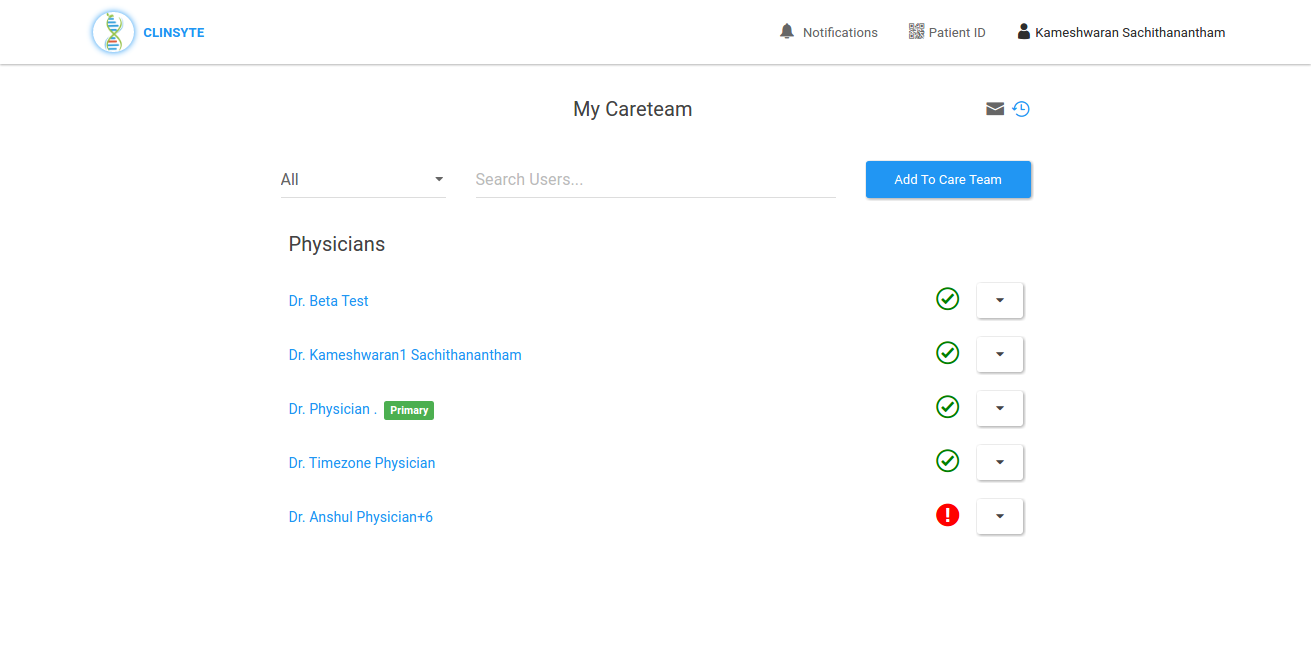 CLINSYTE
Notifications
Patient ID
Kameshwaran Sachithanantham
My Careteam
All
Search Users...
Add To Care Team
Physicians
Dr. Beta Test
Dr. Kameshwaran1 Sachithanantham
Dr. Physician . Primary
Dr. Timezone Physician
Dr. Anshul Physician+6